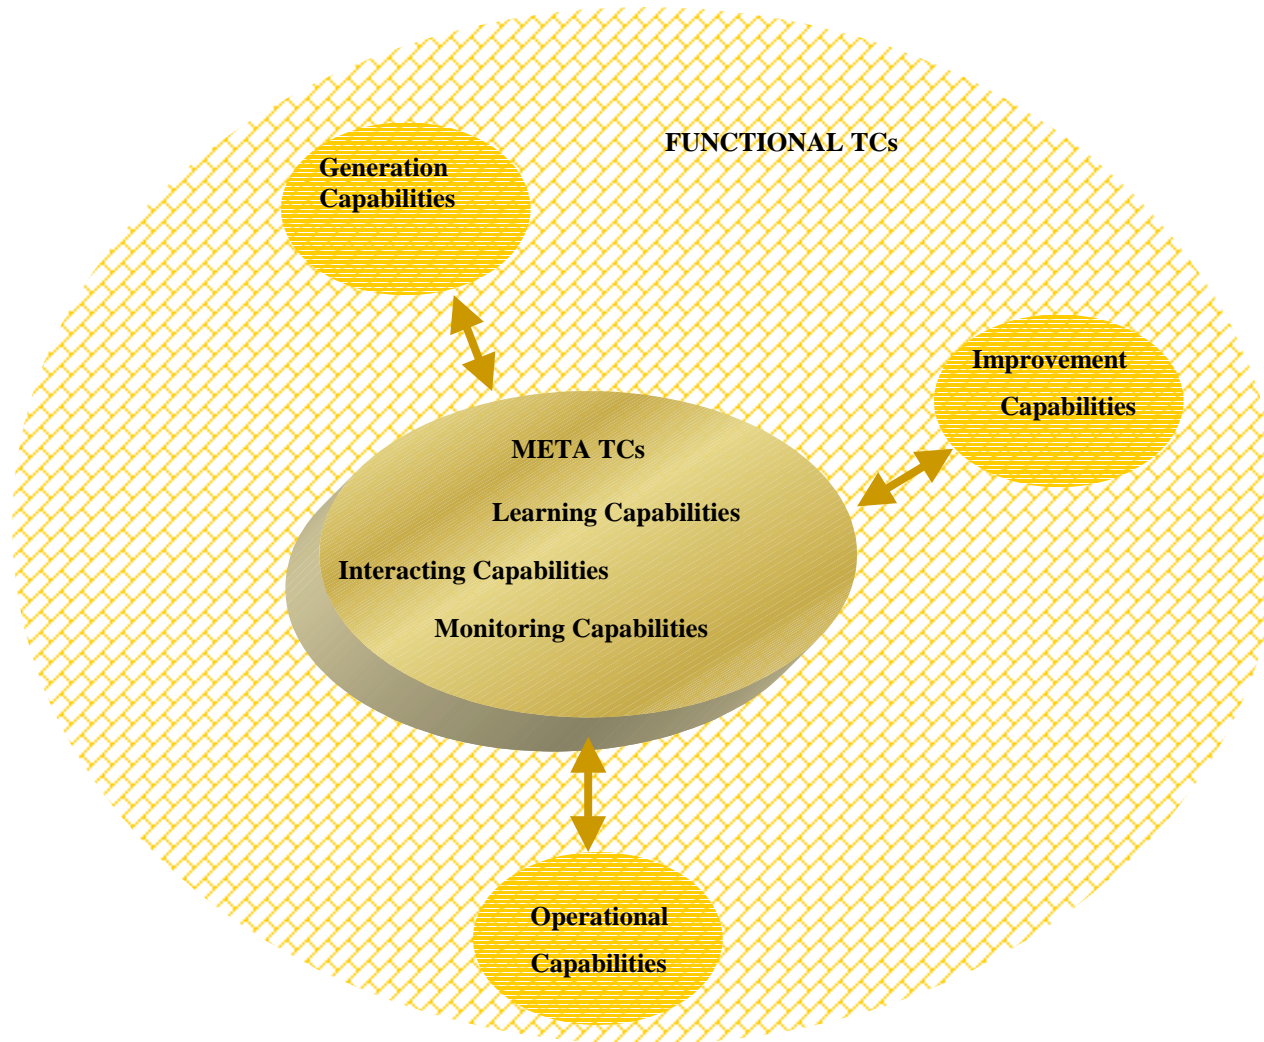 FUNCTIONAL TCs
Generation
Capabilities
Improvement
Capabilities
META TCs
Learning Capabilities
Interacting Capabilities
Monitoring Capabilities
Operational
Capabilities